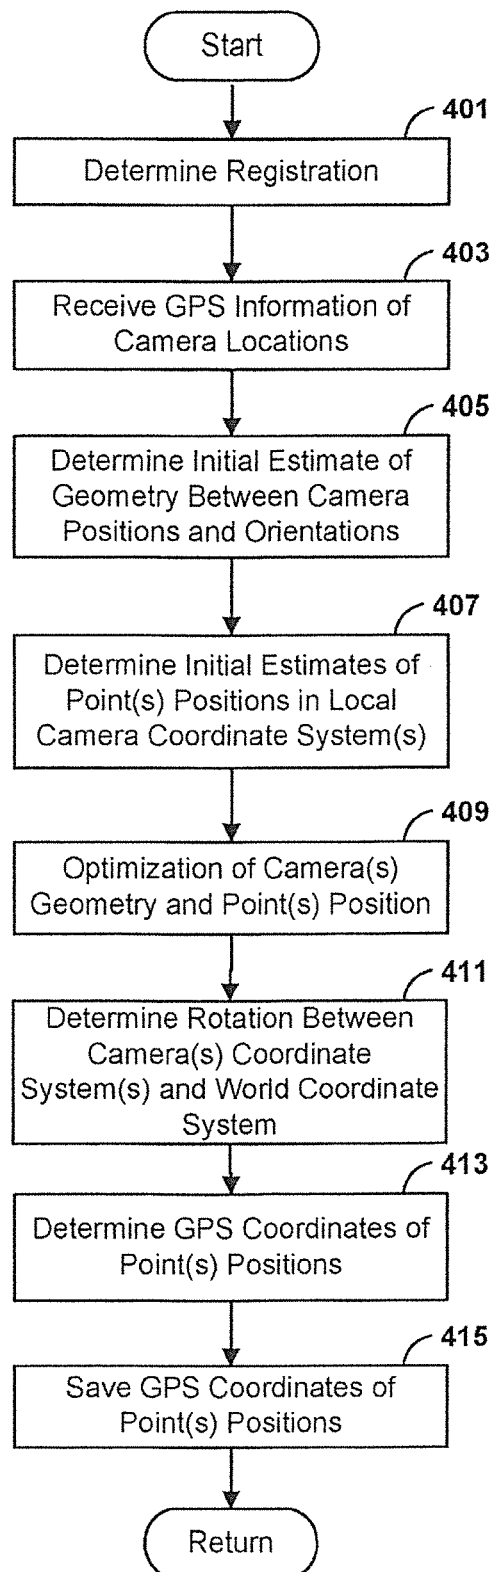 Start
401
Determine Registration
403
Receive GPS Information of
Camera Locations
405
Determine Initial Estimate of
Geometry Between Camera
Positions and Orientations
407
Determine Initial Estimates of
Point(s) Positions in Local
Camera Coordinate System(s)
409
Optimization of Camera(s)
Geometry and Point(s) Position
411
Determine Rotation Between
Camera(s) Coordinate
System(s) and World Coordinate
System
413
Determine GPS Coordinates of
Point(s) Positions
415
Save GPS Coordinates of
Point(s) Positions
Return